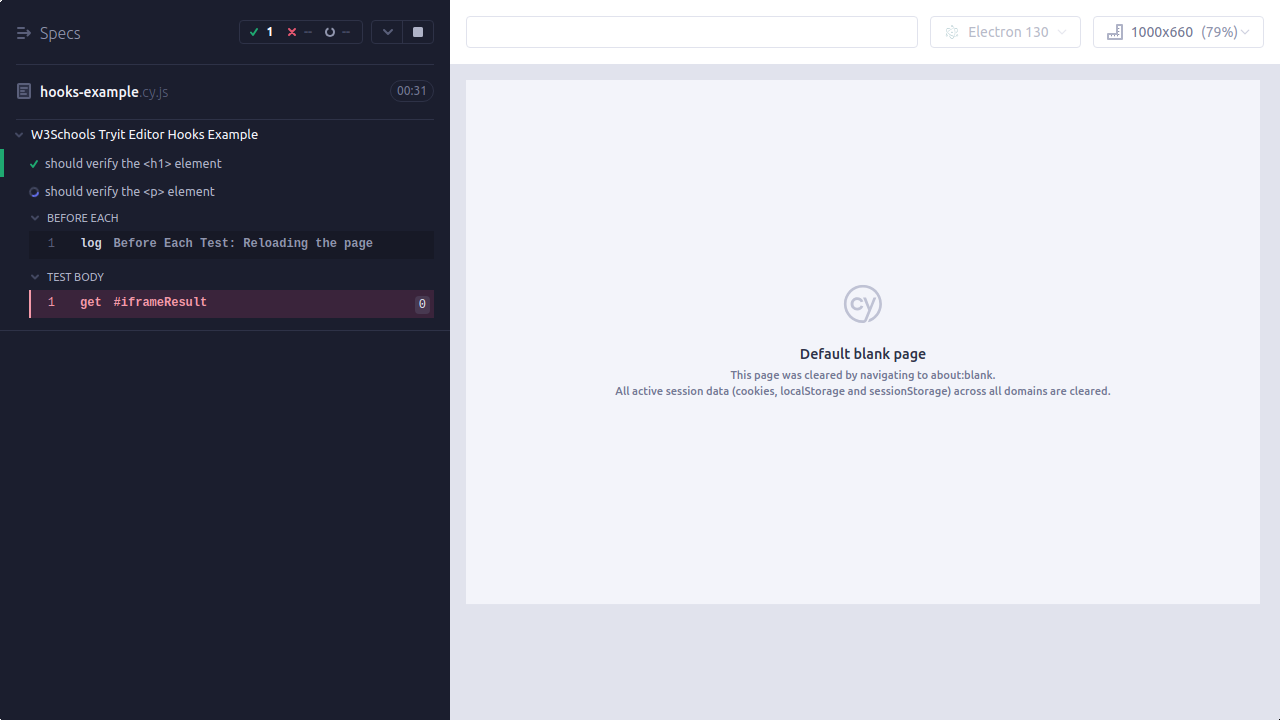 Specs
1
--
--
hooks-example.cy.js
00:31
W3Schools Tryit Editor Hooks Example
should verify the <h1> element
should verify the <p> element
BEFORE EACH
1 log Before Each Test: Reloading the page
TEST BODY
1 get #iframeResult 0
Electron 130
1000x660 (79%)
cy
Default blank page
This page was cleared by navigating to about:blank.
All active session data (cookies, localStorage and sessionStorage) across all domains are cleared.